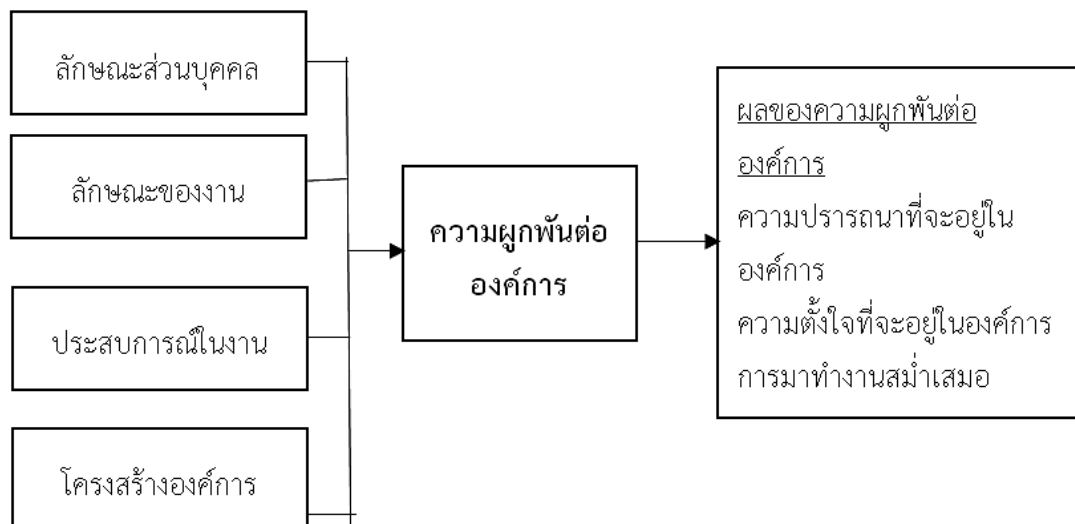 ลักษณะส่วนบุคคล
ลักษณะของงาน
ประสบการณ์ในงาน
โครงสร้างองค์การ
ความผูกพันต่อ
องค์การ
ผลของความผูกพันต่อ
องค์การ
ความปรารถนาที่จะอยู่ใน
องค์การ
ความตั้งใจที่จะอยู่ในองค์การ
การมาทำงานสม่ำเสมอ